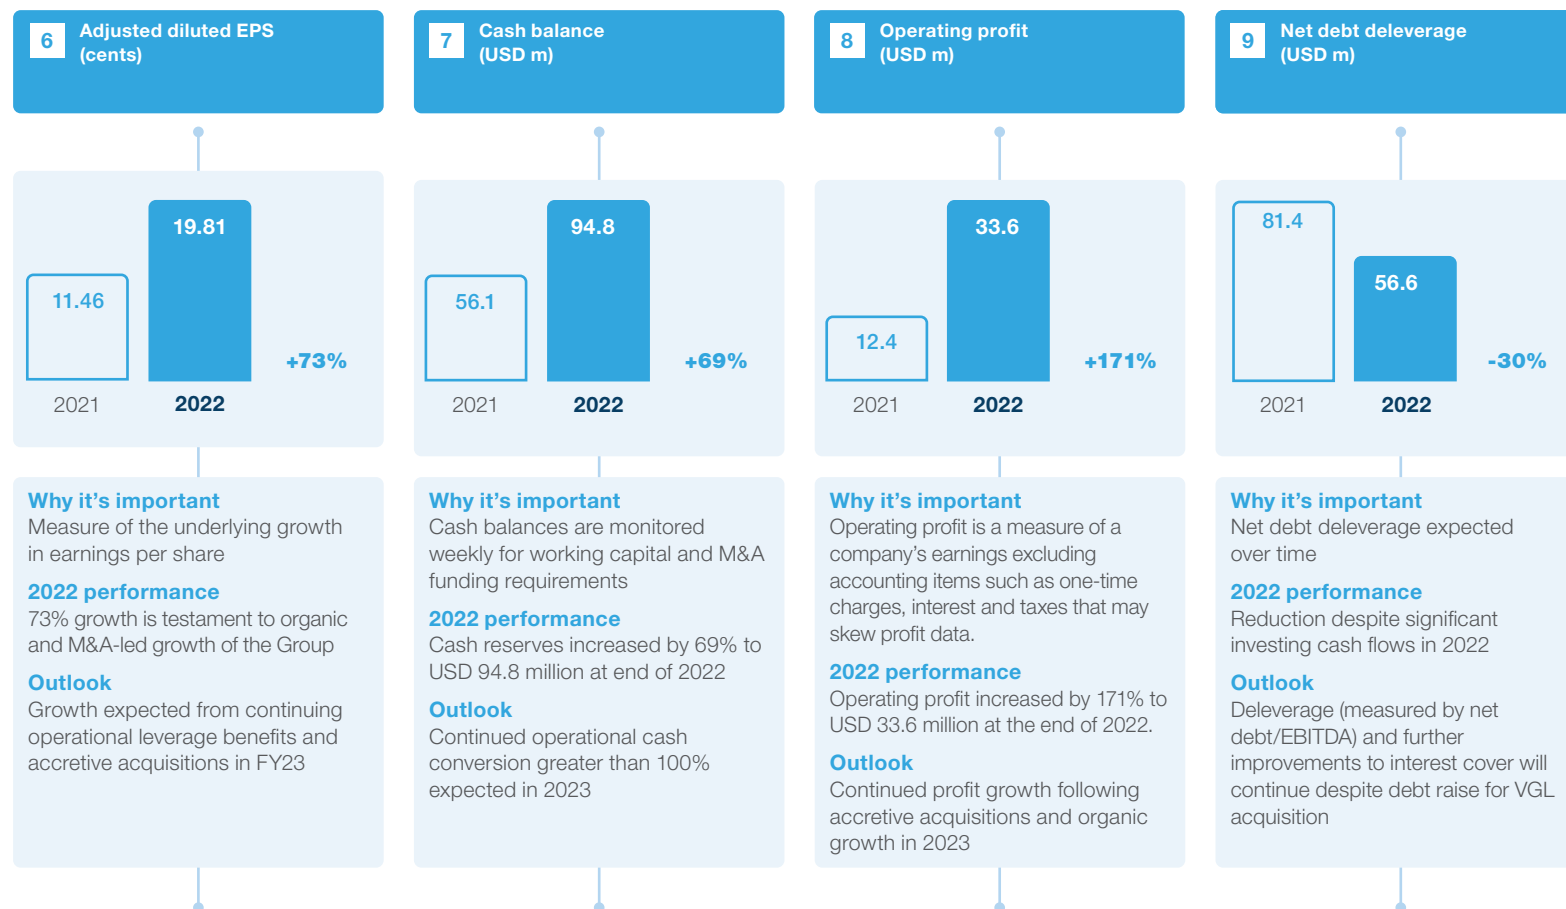 6
Adjusted diluted EPS
(cents)
19.81
11.46
+73%
2021
2022
Why it’s important
Measure of the underlying growth
in earnings per share
2022 performance
73% growth is testament to organic
and M&A-led growth of the Group
Outlook
Growth expected from continuing
operational leverage benefits and
accretive acquisitions in FY23
7
Cash balance
(USD m)
94.8
56.1
+69%
2021
2022
Why it’s important
Cash balances are monitored
weekly for working capital and M&A
funding requirements
2022 performance
Cash reserves increased by 69% to
USD 94.8 million at end of 2022
Outlook
Continued operational cash
conversion greater than 100%
expected in 2023
8
Operating profit
(USD m)
33.6
12.4
+171%
2021
2022
Why it’s important
Operating profit is a measure of a
company’s earnings excluding
accounting items such as one-time
charges, interest and taxes that may
skew profit data.
2022 performance
Operating profit increased by 171% to
USD 33.6 million at the end of 2022.
Outlook
Continued profit growth following
accretive acquisitions and organic
growth in 2023
9
Net debt deleverage
(USD m)
81.4
56.6
-30%
2021
2022
Why it’s important
Net debt deleverage expected
over time
2022 performance
Reduction despite significant
investing cash flows in 2022
Outlook
Deleverage (measured by net
debt/EBITDA) and further
improvements to interest cover will
continue despite debt raise for VGL
acquisition